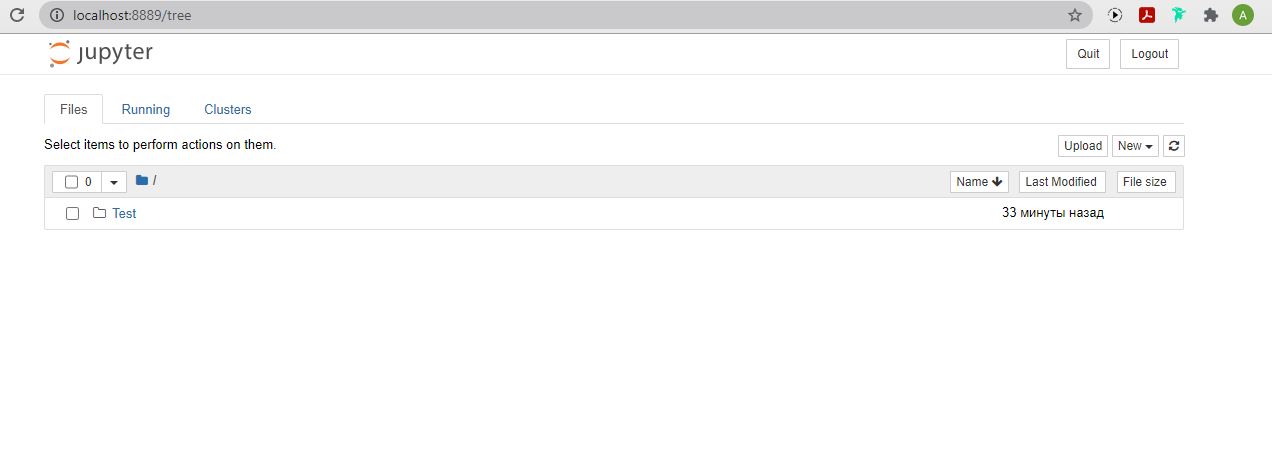 localhost:8889/tree
A
jupyter
Quit Logout
Files Running Clusters
Select items to perform actions on them.
Upload New
0 / Name Last Modified File size
Test 33 минуты назад